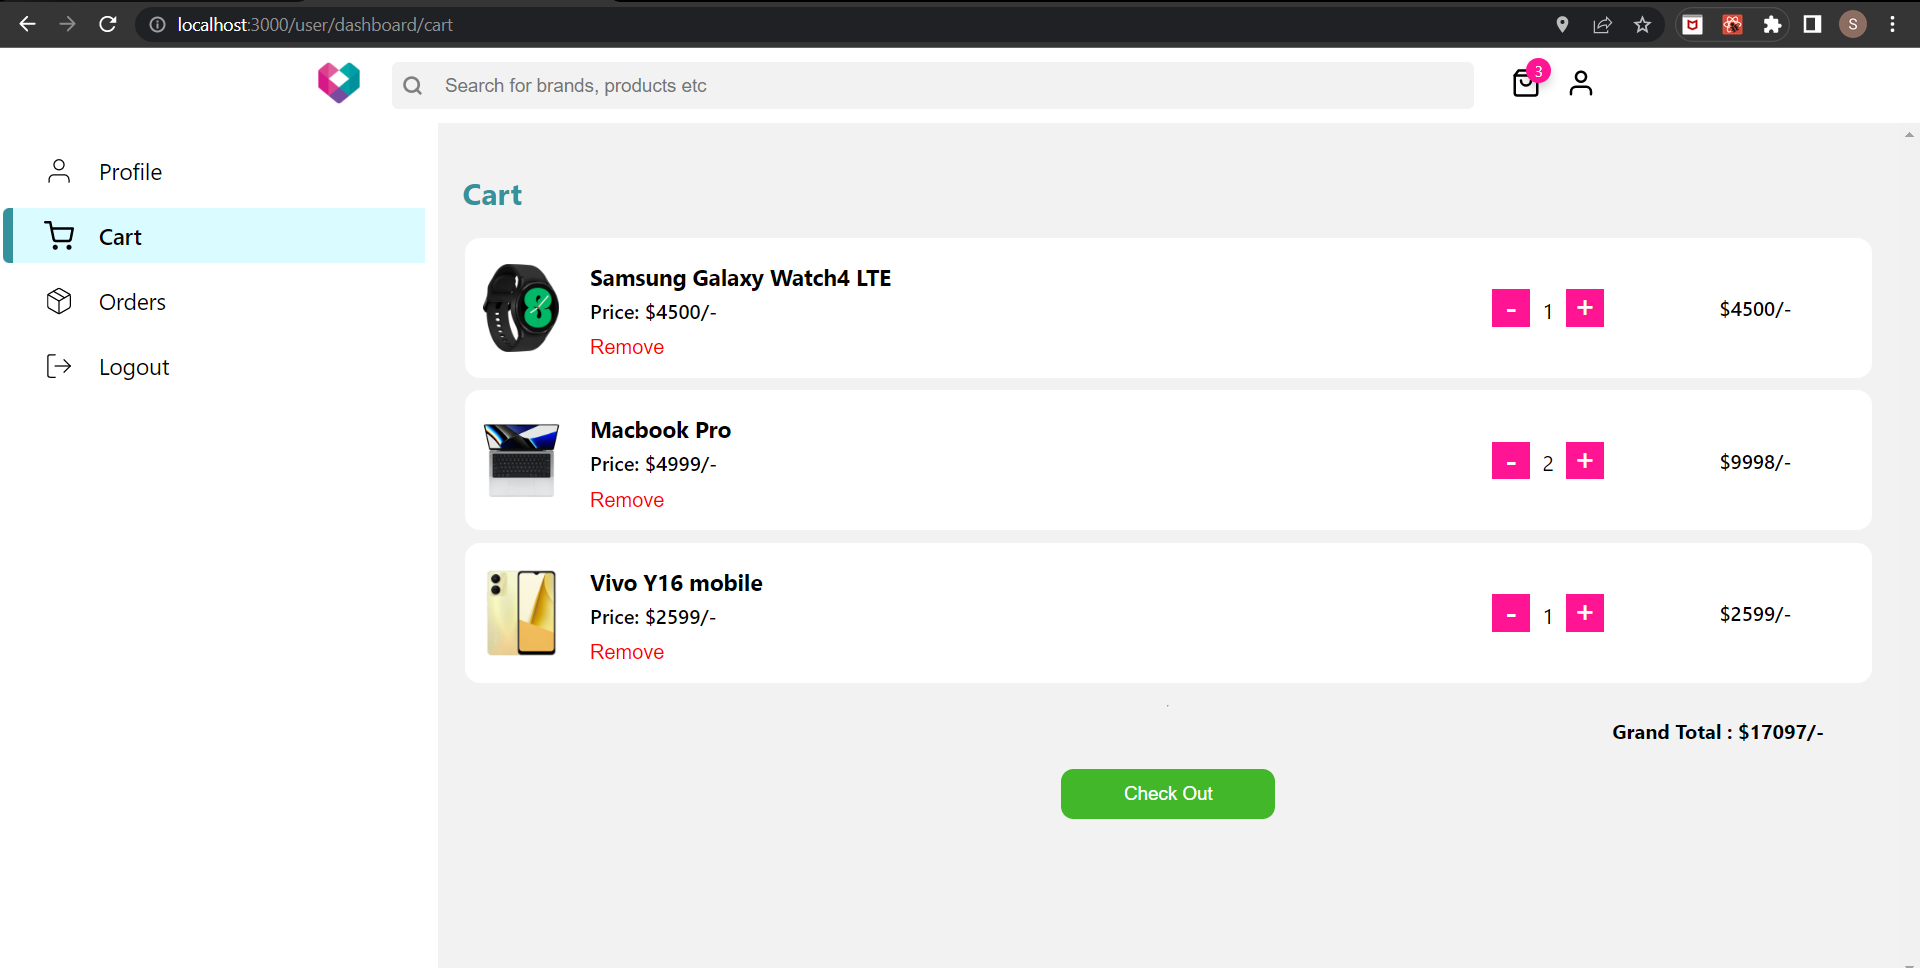 localhost:3000/user/dashboard/cart
S
Search for brands, products etc
3
Profile
Cart
Orders
Logout
Cart
Samsung Galaxy Watch4 LTE
Price: $4500/-
Remove
- 1 +
$4500/-
Macbook Pro
Price: $4999/-
Remove
- 2 +
$9998/-
Vivo Y16 mobile
Price: $2599/-
Remove
- 1 +
$2599/-
Grand Total : $17097/-
Check Out